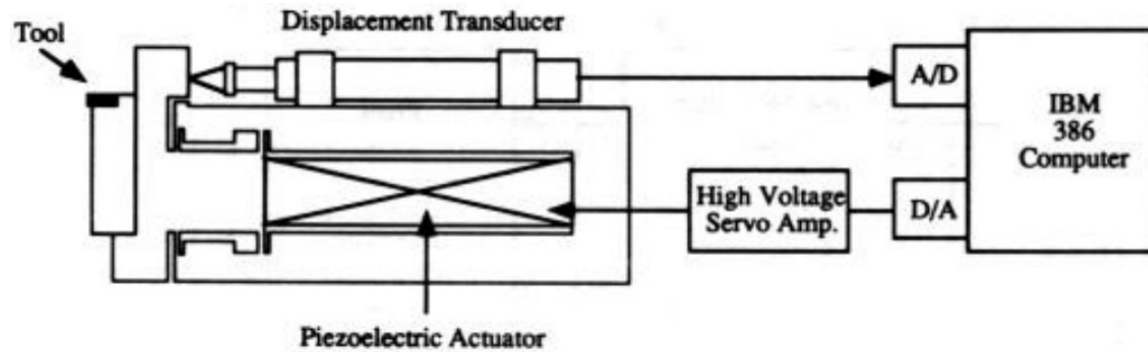 Displacement Transducer
Tool
A/D
IBM
386
Computer
High Voltage
Servo Amp.
D/A
Piezoelectric Actuator